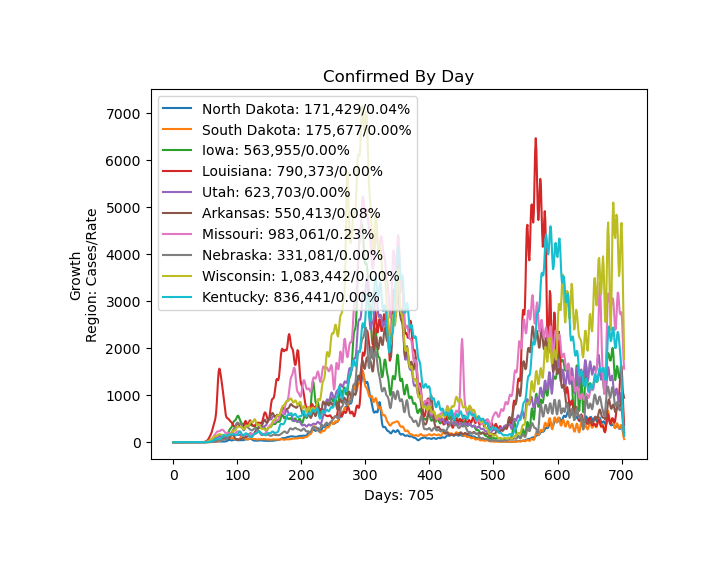 Confirmed By Day
7000
6000
5000
4000
3000
2000
1000
0
Growth
Region: Cases/Rate
North Dakota: 171,429/0.04%
South Dakota: 175,677/0.00%
Iowa: 563,955/0.00%
Louisiana: 790,373/0.00%
Utah: 623,703/0.00%
Arkansas: 550,413/0.08%
Missouri: 983,061/0.23%
Nebraska: 331,081/0.00%
Wisconsin: 1,083,442/0.00%
Kentucky: 836,441/0.00%
0 100 200 300 400 500 600 700
Days: 705